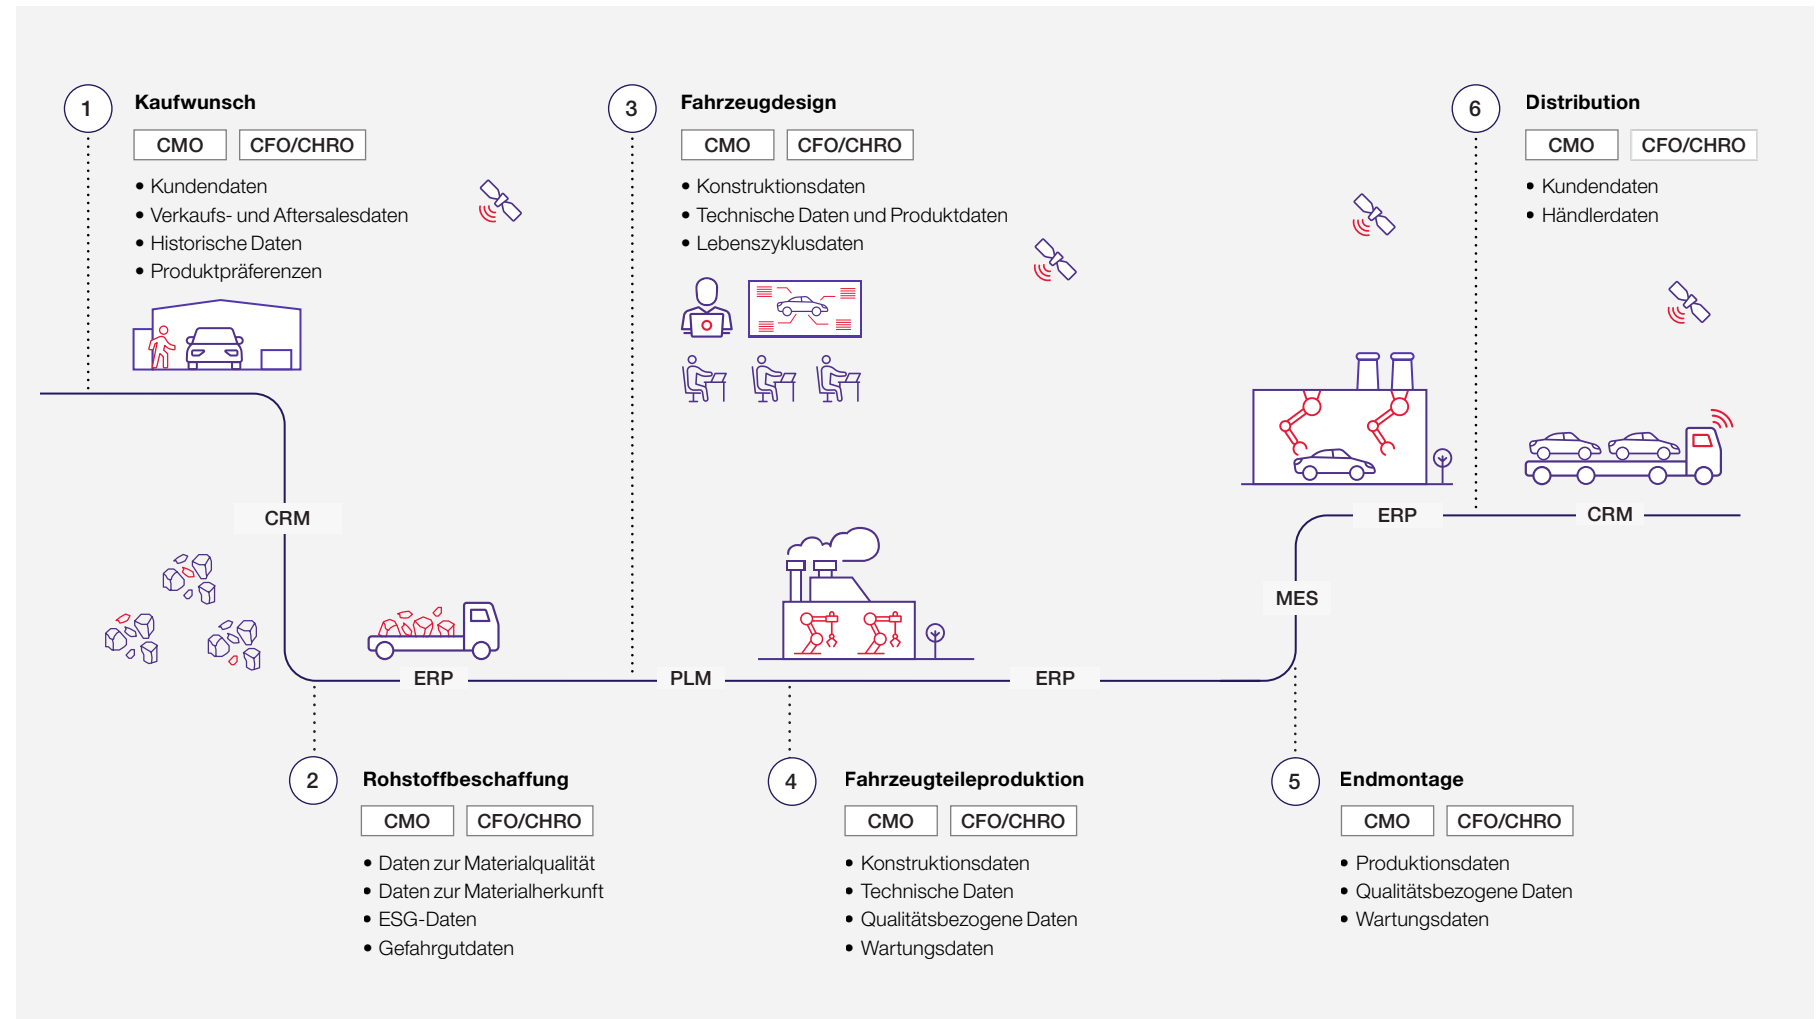 1
Kaufwunsch
CMO
CFO/CHRO
• Kundendaten
• Verkaufs- und Aftersalesdaten
• Historische Daten
• Produktpräferenzen
3
Fahrzeugdesign
CMO
CFO/CHRO
• Konstruktionsdaten
• Technische Daten und Produktdaten
• Lebenszyklusdaten
6
Distribution
CMO
CFO/CHRO
• Kundendaten
• Händlerdaten
CRM
ERP
PLM
ERP
MES
ERP
CRM
2
Rohstoffbeschaffung
CMO
CFO/CHRO
• Daten zur Materialqualität
• Daten zur Materialherkunft
• ESG-Daten
• Gefahrgutdaten
4
Fahrzeugteileproduktion
CMO
CFO/CHRO
• Konstruktionsdaten
• Technische Daten
• Qualitätsbezogene Daten
• Wartungsdaten
5
Endmontage
CMO
CFO/CHRO
• Produktionsdaten
• Qualitätsbezogene Daten
• Wartungsdaten